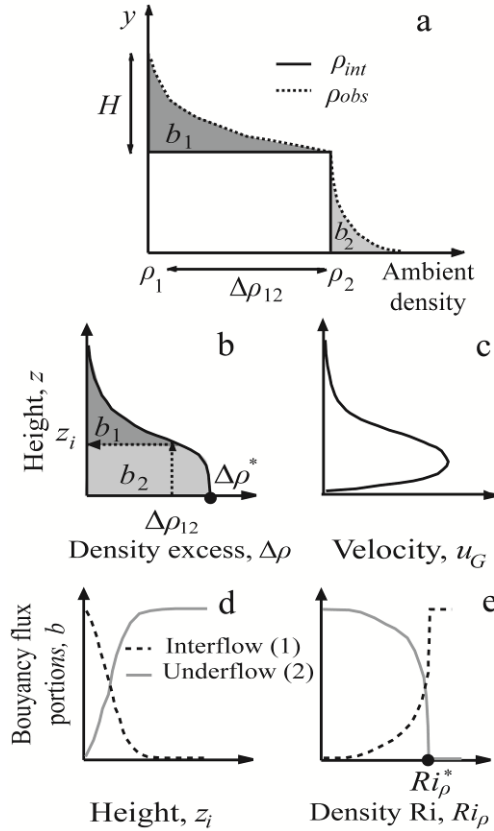 y
a
ρint
ρobs
H
b1
b2
ρ1
ρ2
Δρ12
Ambient
density
b
c
Height, z
zi
b1
b2
Δρ*
Δρ12
Density excess, Δρ
Velocity, uG
d
e
Bouyancy flux
portions, b
Interflow (1)
Underflow (2)
Riρ*
Height, zi
Density Ri, Riρ